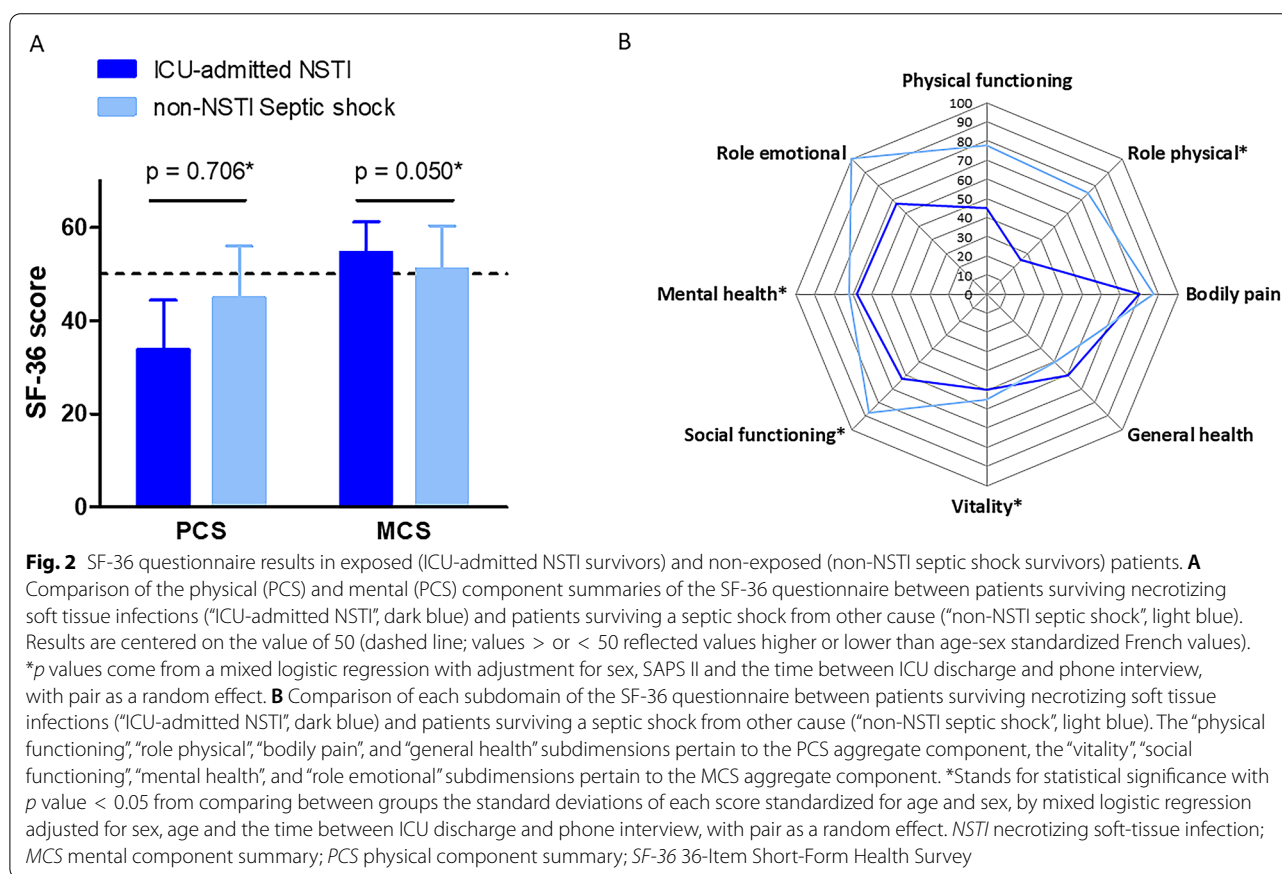 A
ICU-admitted NSTI
non-NSTI Septic shock
p = 0.706*
p = 0.050*
SF-36 score
60
40
20
0
PCS
MCS
B
Physical functioning
Role physical*
Bodily pain
General health
Vitality*
Social functioning*
Mental health*
Role emotional
100
90
80
70
60
50
40
30
20
10
0
Fig. 2 SF-36 questionnaire results in exposed (ICU-admitted NSTI survivors) and non-exposed (non-NSTI septic shock survivors) patients. A
Comparison of the physical (PCS) and mental (PCS) component summaries of the SF-36 questionnaire between patients surviving necrotizing
soft tissue infections (“ICU-admitted NSTI”, dark blue) and patients surviving a septic shock from other cause (“non-NSTI septic shock”, light blue).
Results are centered on the value of 50 (dashed line; values > or < 50 reflected values higher or lower than age-sex standardized French values).
*p values come from a mixed logistic regression with adjustment for sex, SAPS II and the time between ICU discharge and phone interview,
with pair as a random effect. B Comparison of each subdomain of the SF-36 questionnaire between patients surviving necrotizing soft tissue
infections (“ICU-admitted NSTI”, dark blue) and patients surviving a septic shock from other cause (“non-NSTI septic shock”, light blue). The “physical
functioning”, “role physical”, “bodily pain”, and “general health” subdimensions pertain to the PCS aggregate component, the “vitality”, “social
functioning”, “mental health”, and “role emotional” subdimensions pertain to the MCS aggregate component. *Stands for statistical significance with
p value < 0.05 from comparing between groups the standard deviations of each score standardized for age and sex, by mixed logistic regression
adjusted for sex, age and the time between ICU discharge and phone interview, with pair as a random effect. NSTI necrotizing soft-tissue infection;
MCS mental component summary; PCS physical component summary; SF-36 36-Item Short-Form Health Survey